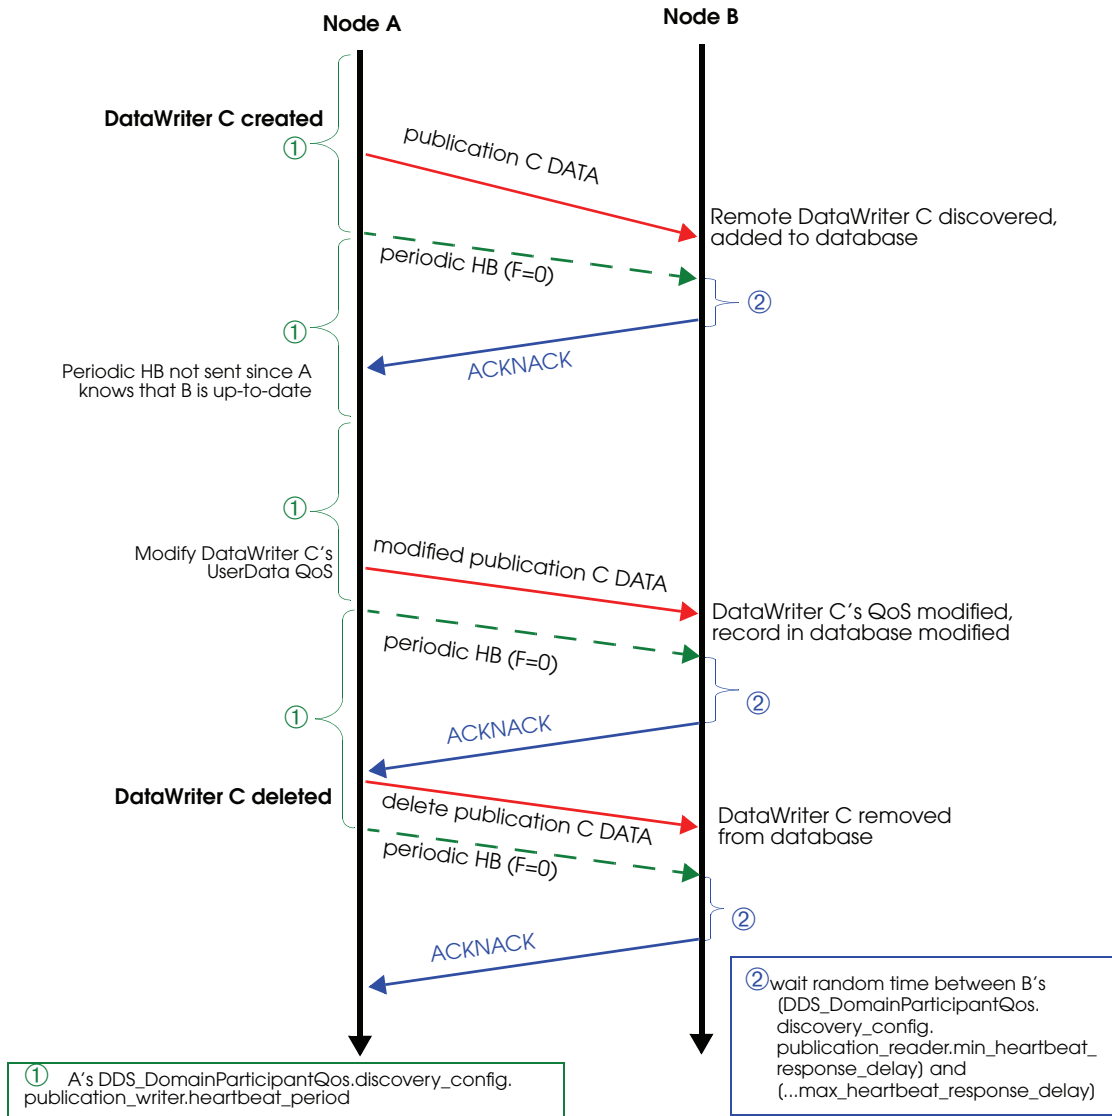 Node A
Node B
DataWriter C created
①
publication C DATA
Remote DataWriter C discovered,
added to database
periodic HB (F=0)
②
①
ACKNACK
Periodic HB not sent since A
knows that B is up-to-date
①
Modify DataWriter C's
UserData QoS
modified publication C DATA
DataWriter C's QoS modified,
record in database modified
periodic HB (F=0)
②
①
ACKNACK
DataWriter C deleted
delete publication C DATA
DataWriter C removed
from database
periodic HB (F=0)
②
ACKNACK
② wait random time between B's
(DDS_DomainParticipantQos.
discovery_config.
publication_reader.min_heartbeat_
response_delay) and
(...max_heartbeat_response_delay)
① A's DDS_DomainParticipantQos.discovery_config.
publication_writer.heartbeat_period